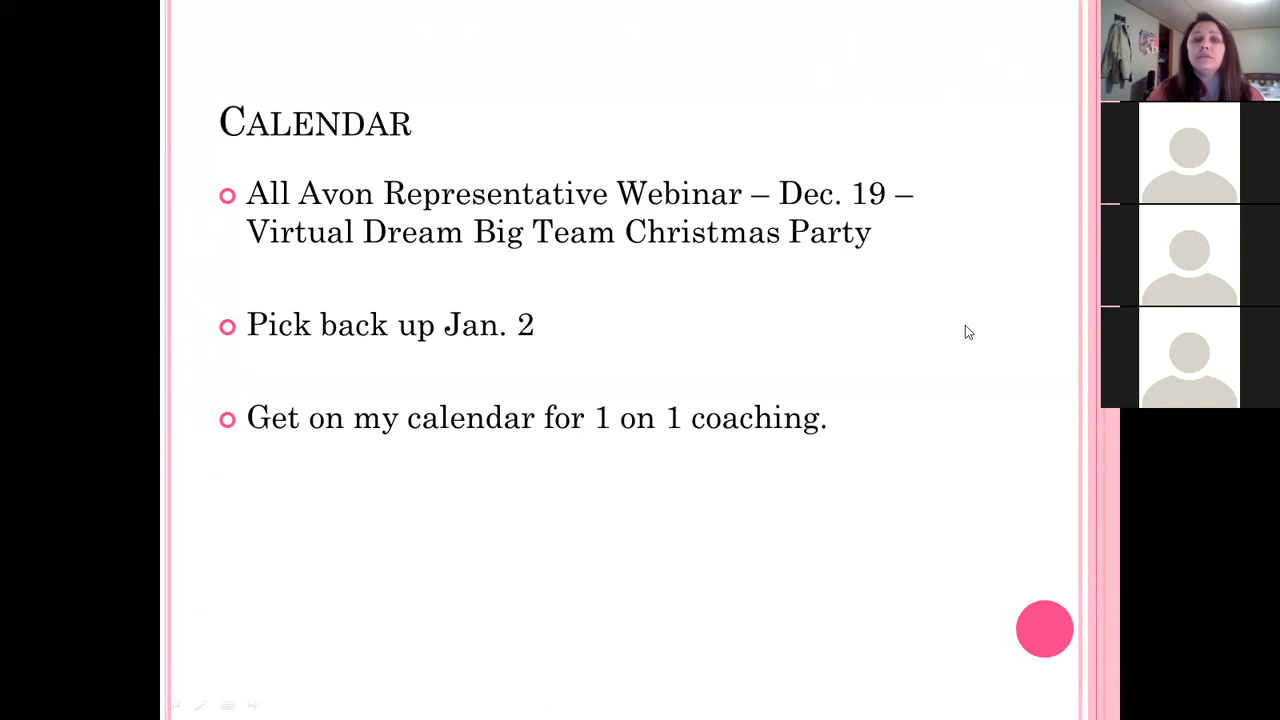 CALENDAR
All Avon Representative Webinar – Dec. 19 –
Virtual Dream Big Team Christmas Party
Pick back up Jan. 2
Get on my calendar for 1 on 1 coaching.